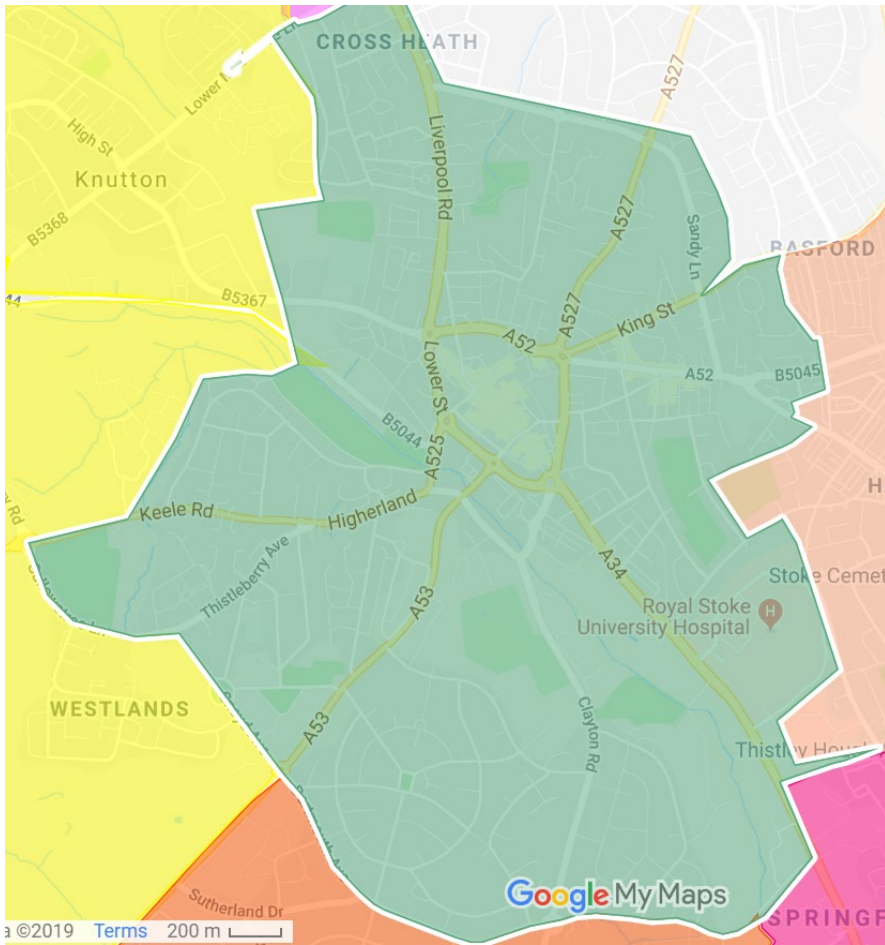 CROSS HEATH
A527
High St
Lower
Knutton
Liverpool Rd
B5368
A527
Sandy Ln
BASFORD
44
B5367
A527
King St
A52
Lower St
A52
B5045
B5044
A525
H
Keele Rd
Higherland
Thistleberry Ave
A34
A53
Stoke Cemet
Royal Stoke
University Hospital
H
WESTLANDS
A53
Clayton Rd
Thistley Hou
Sutherland Dr
Google My Maps
a ©2019 Terms 200 m
SPRINGF